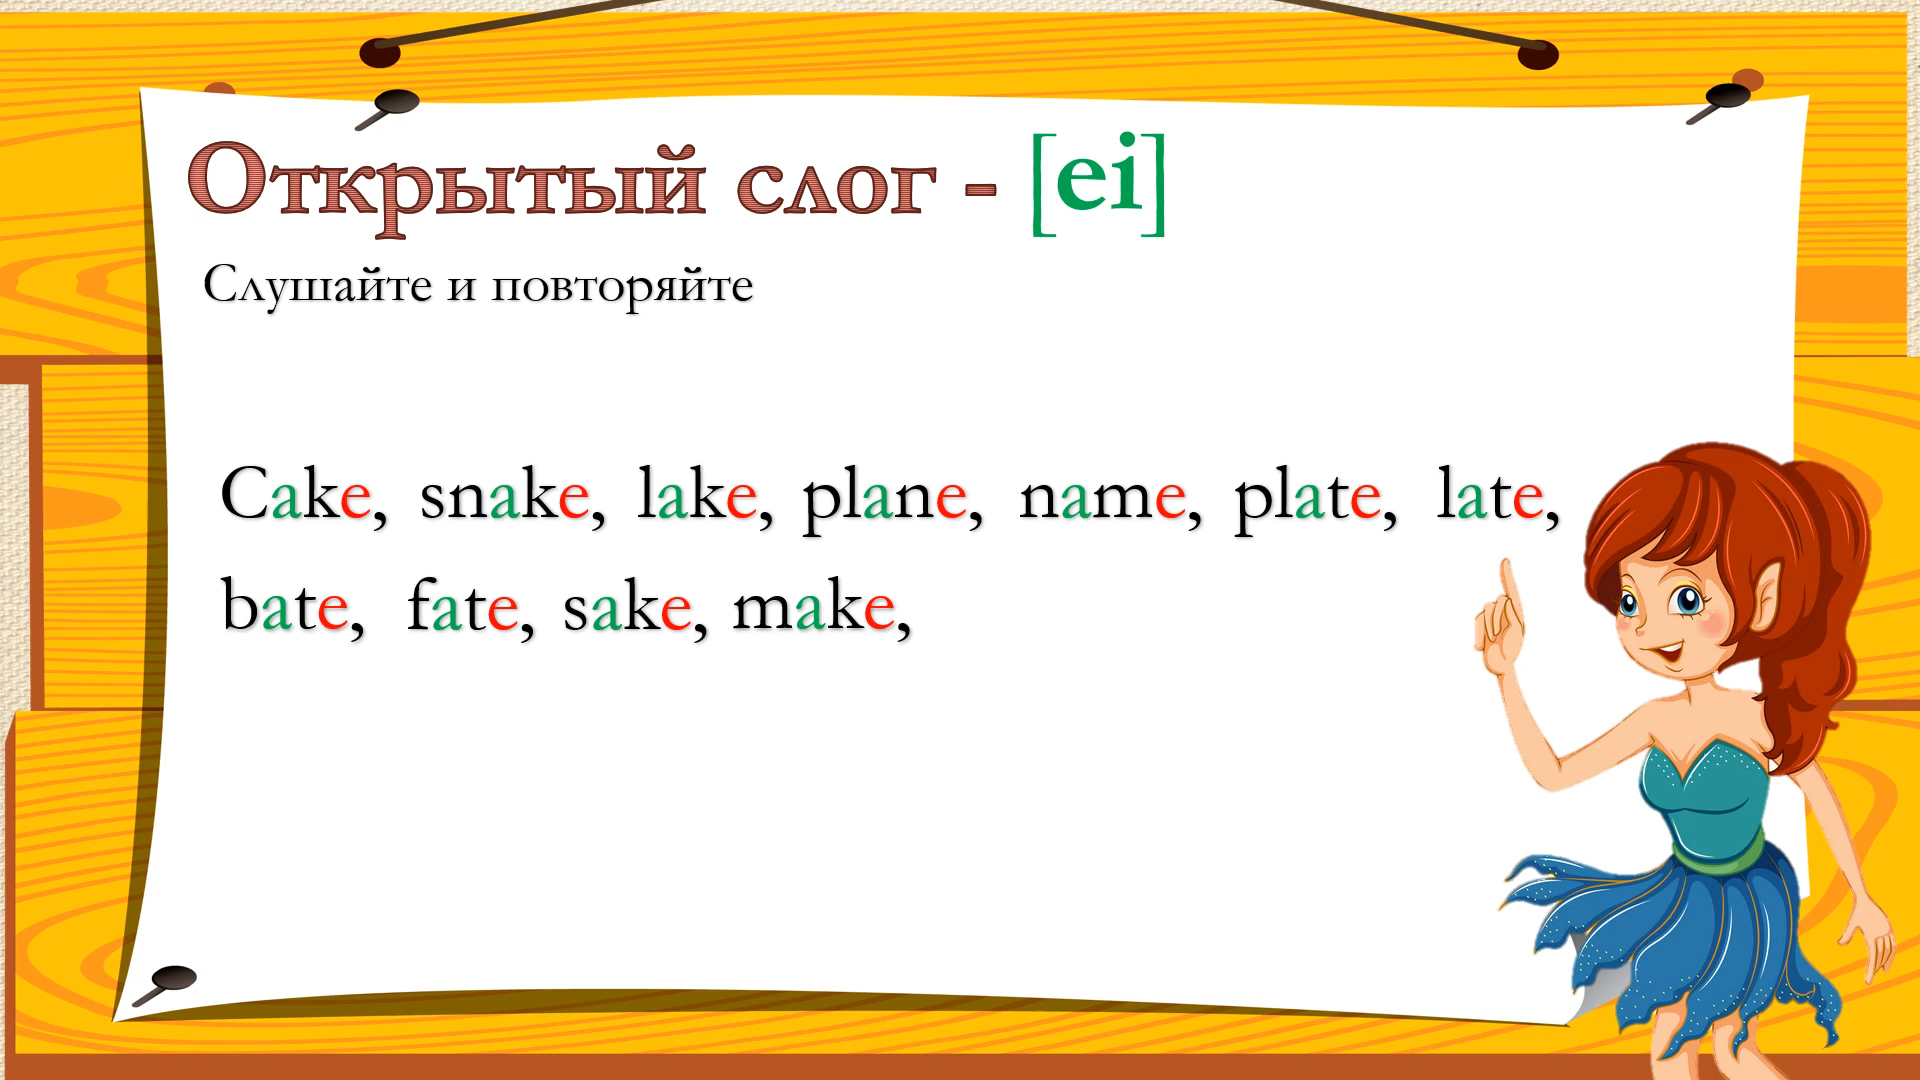 Открытый слог - [ei]
Слушайте и повторяйте
Cake, snake, lake, plane, name, plate, late,
bate, fate, sake, make,